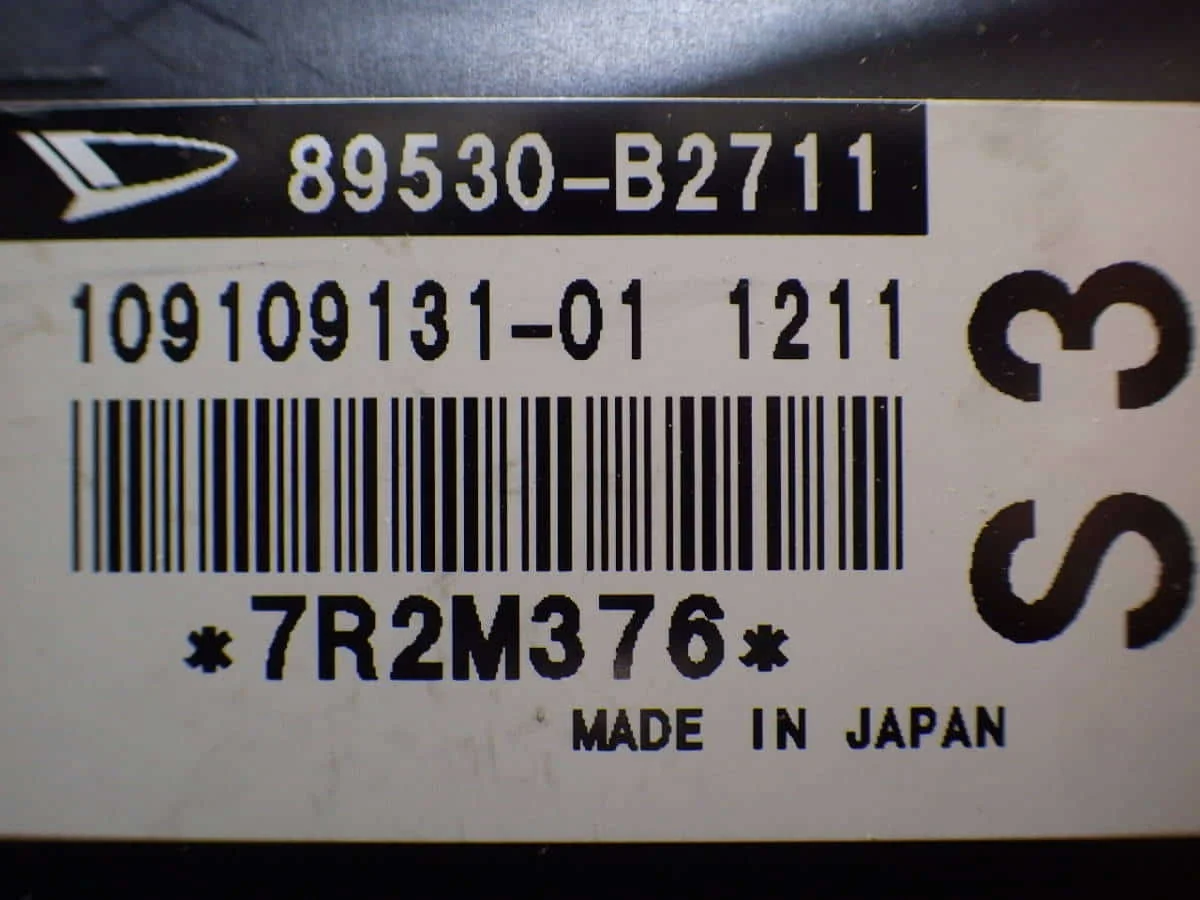 89530-B2711
109109131-01 1211
*7R2M376*
MADE IN JAPAN
S3